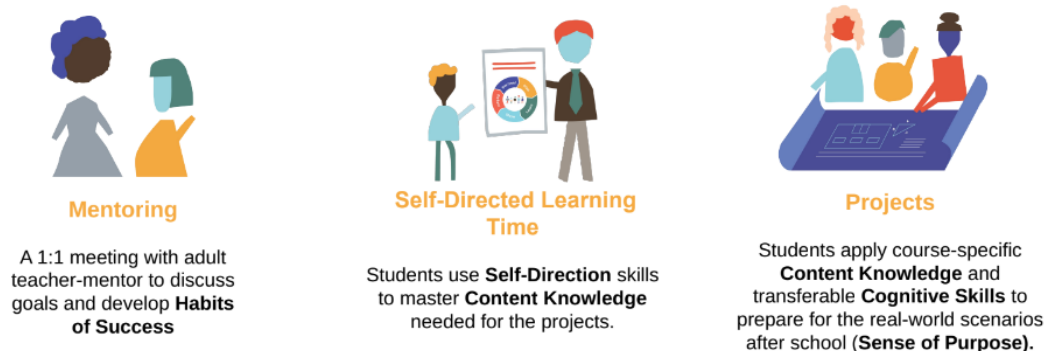 Mentoring
A 1:1 meeting with adult
teacher-mentor to discuss
goals and develop Habits
of Success
Self-Directed Learning
Time
Students use Self-Direction skills
to master Content Knowledge
needed for the projects.
Projects
Students apply course-specific
Content Knowledge and
transferable Cognitive Skills to
prepare for the real-world scenarios
after school (Sense of Purpose).